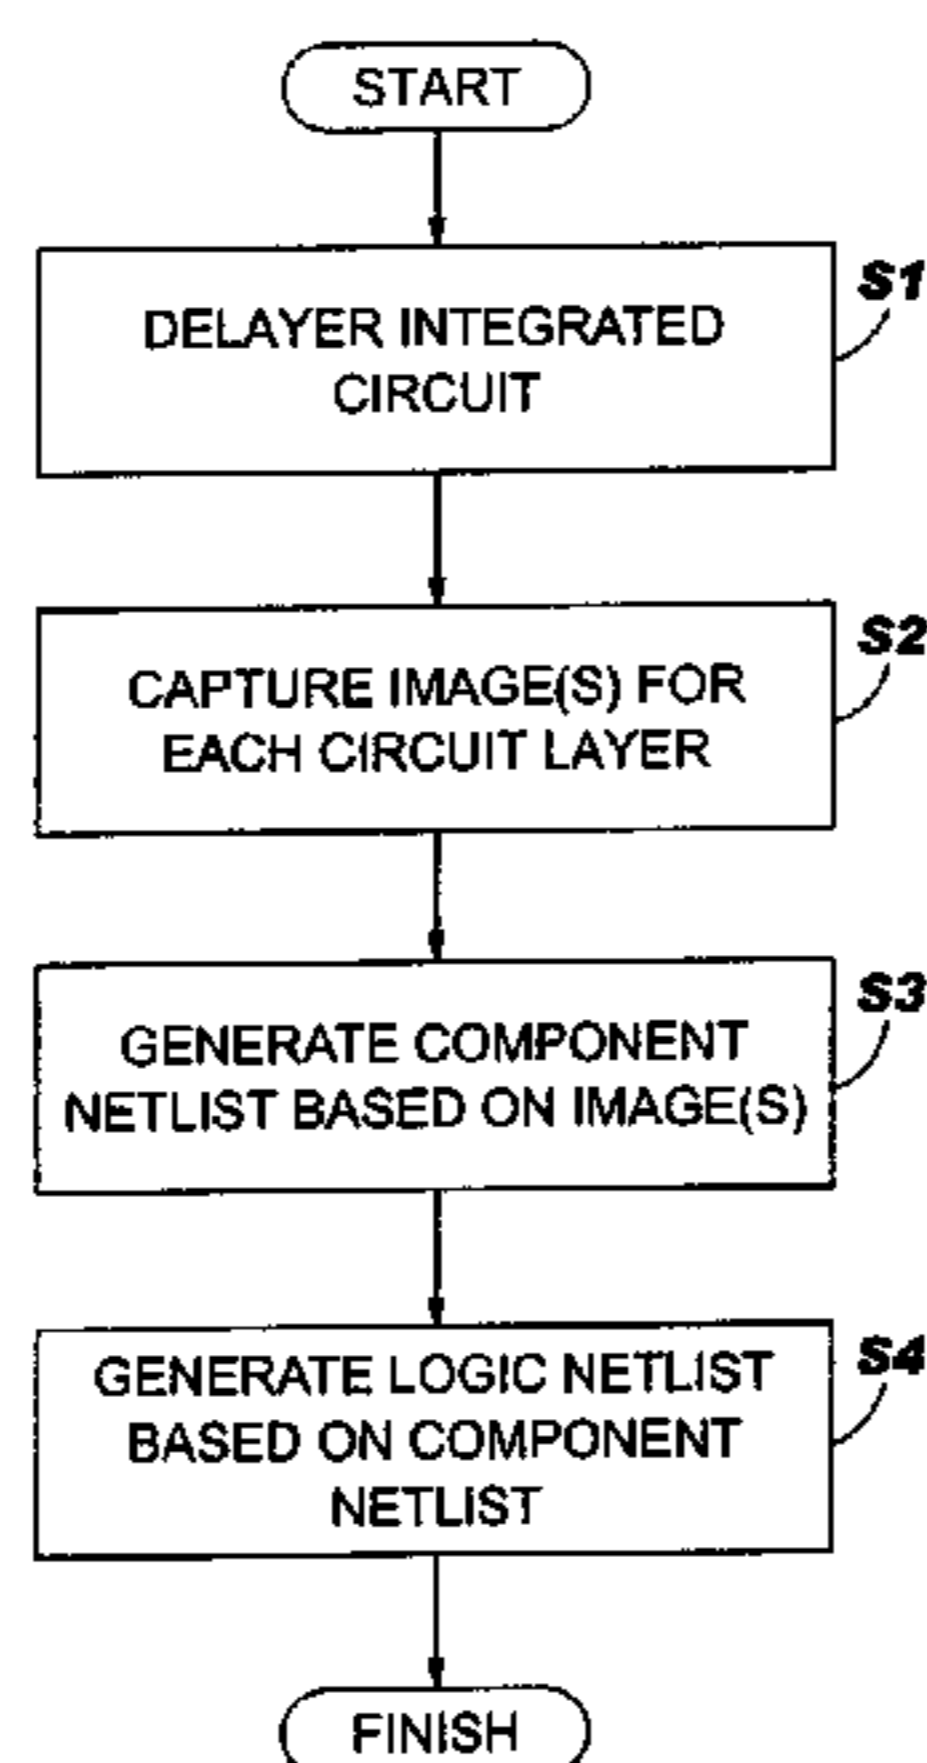 START
S1
DELAYER INTEGRATED
CIRCUIT
S2
CAPTURE IMAGE(S) FOR
EACH CIRCUIT LAYER
S3
GENERATE COMPONENT
NETLIST BASED ON IMAGE(S)
S4
GENERATE LOGIC NETLIST
BASED ON COMPONENT
NETLIST
FINISH